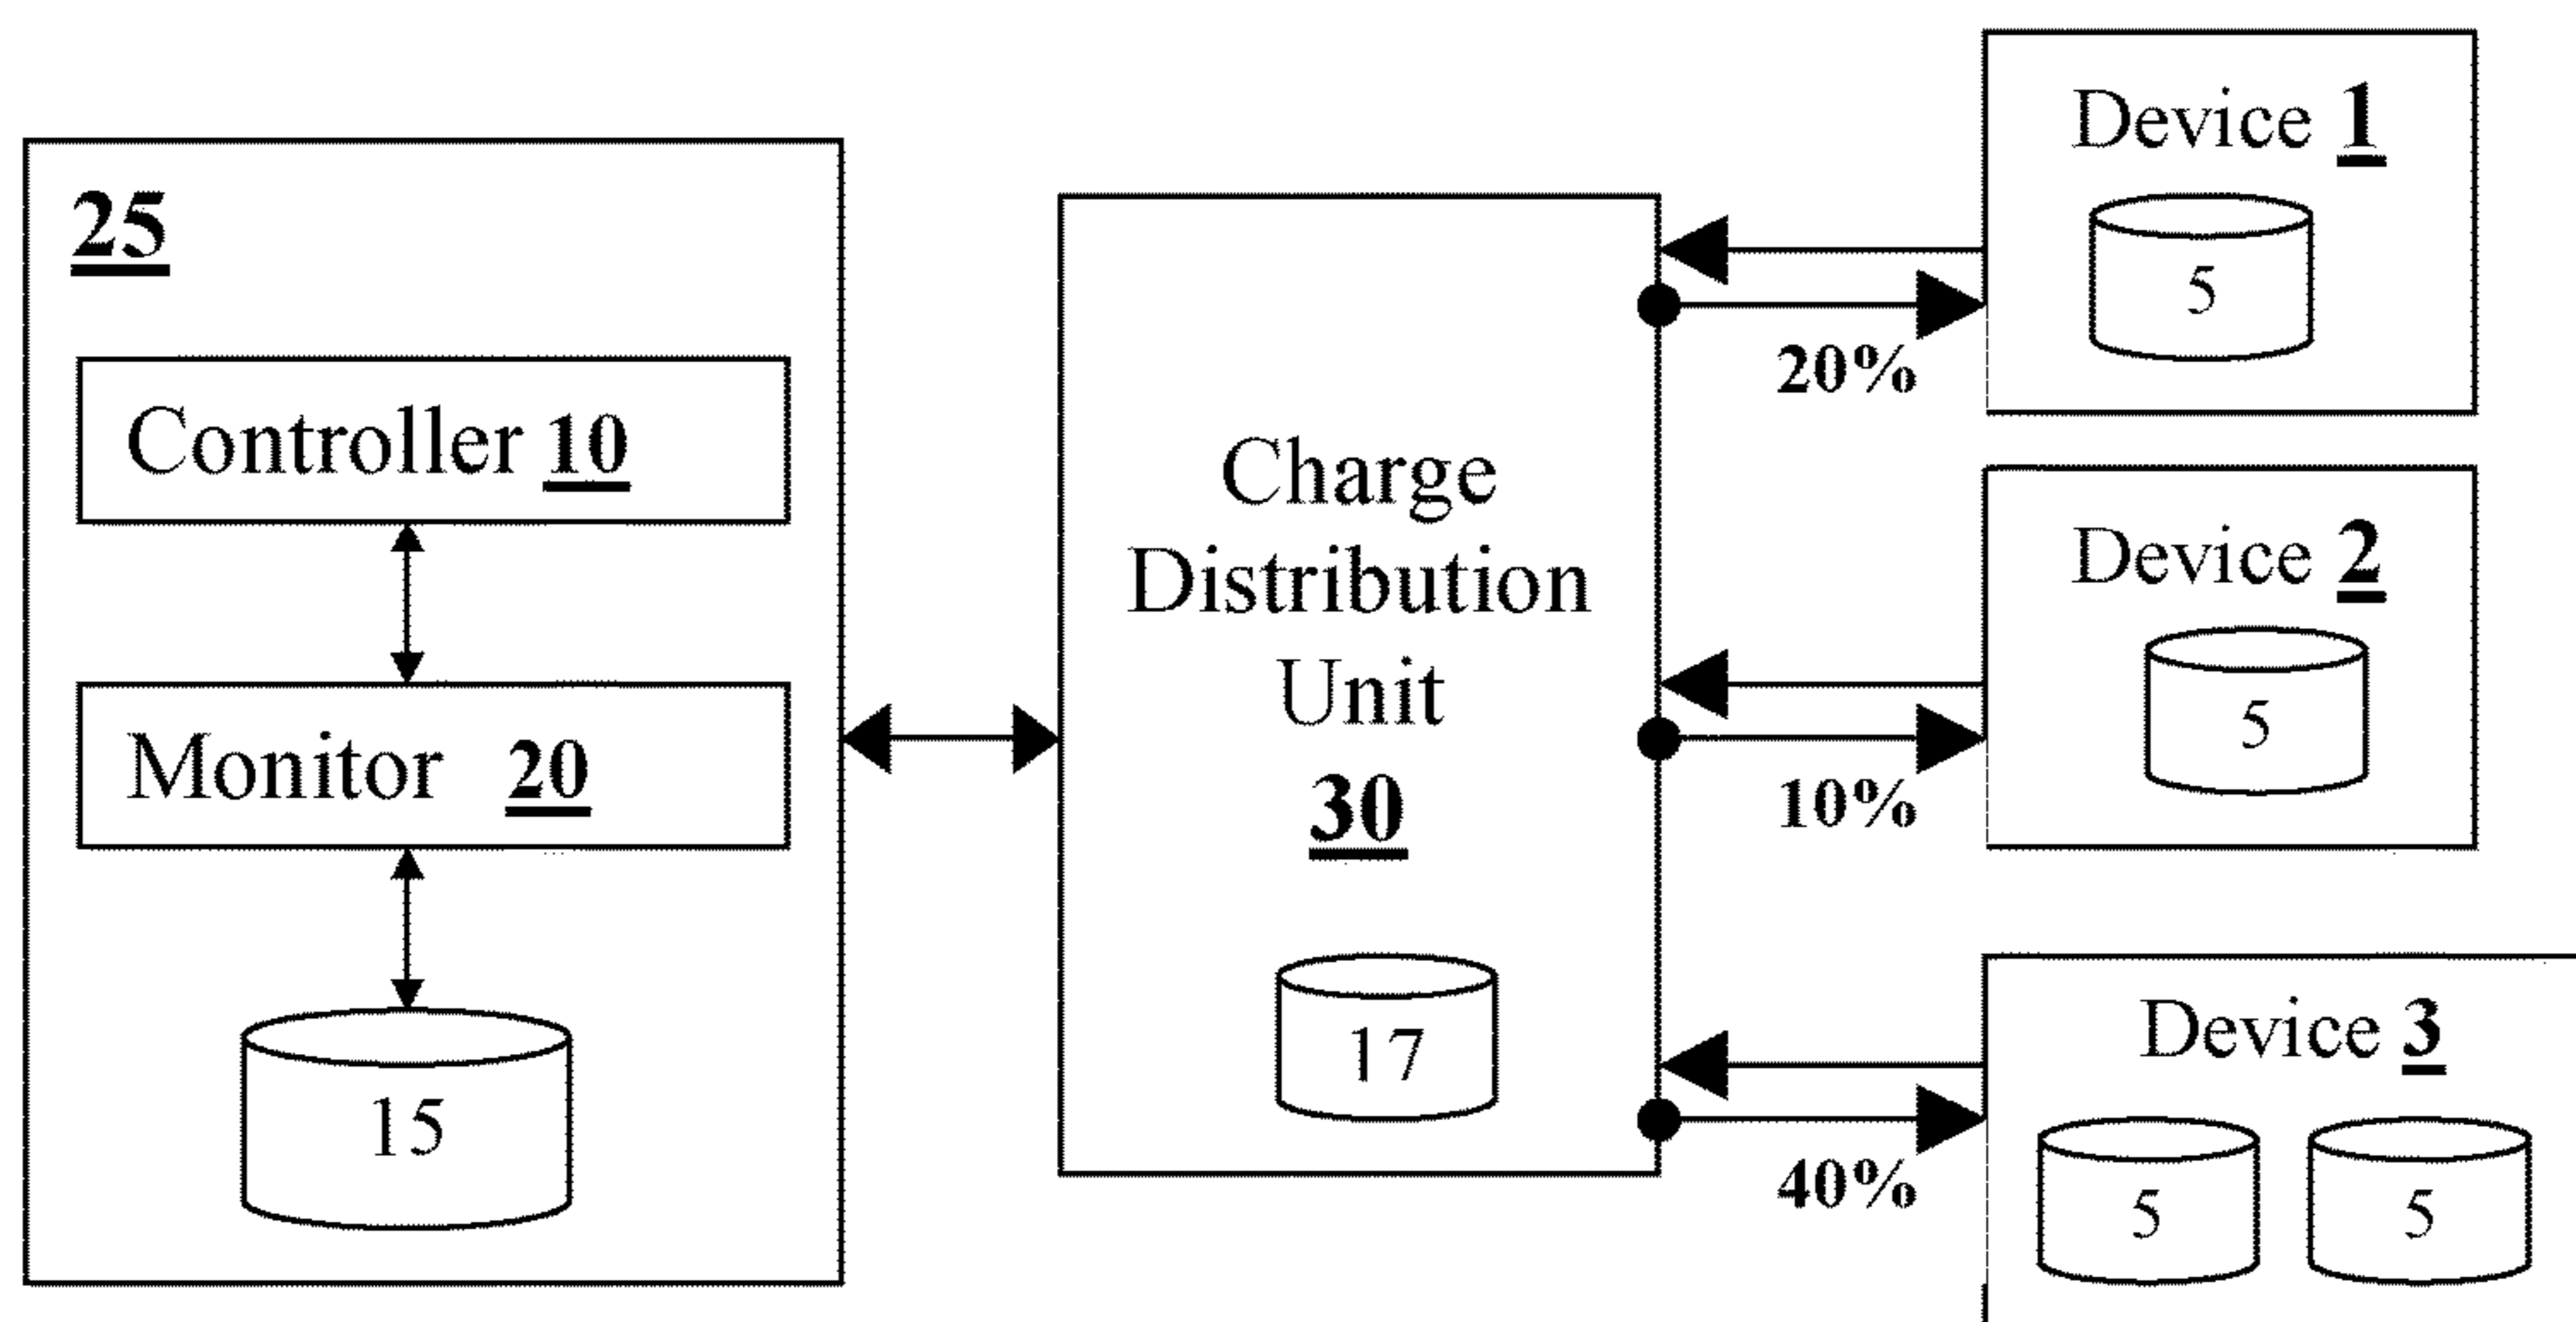 25
Controller 10
Monitor 20
15
Charge
Distribution
Unit
30
17
20%
10%
40%
Device 1
5
Device 2
5
Device 3
5 5